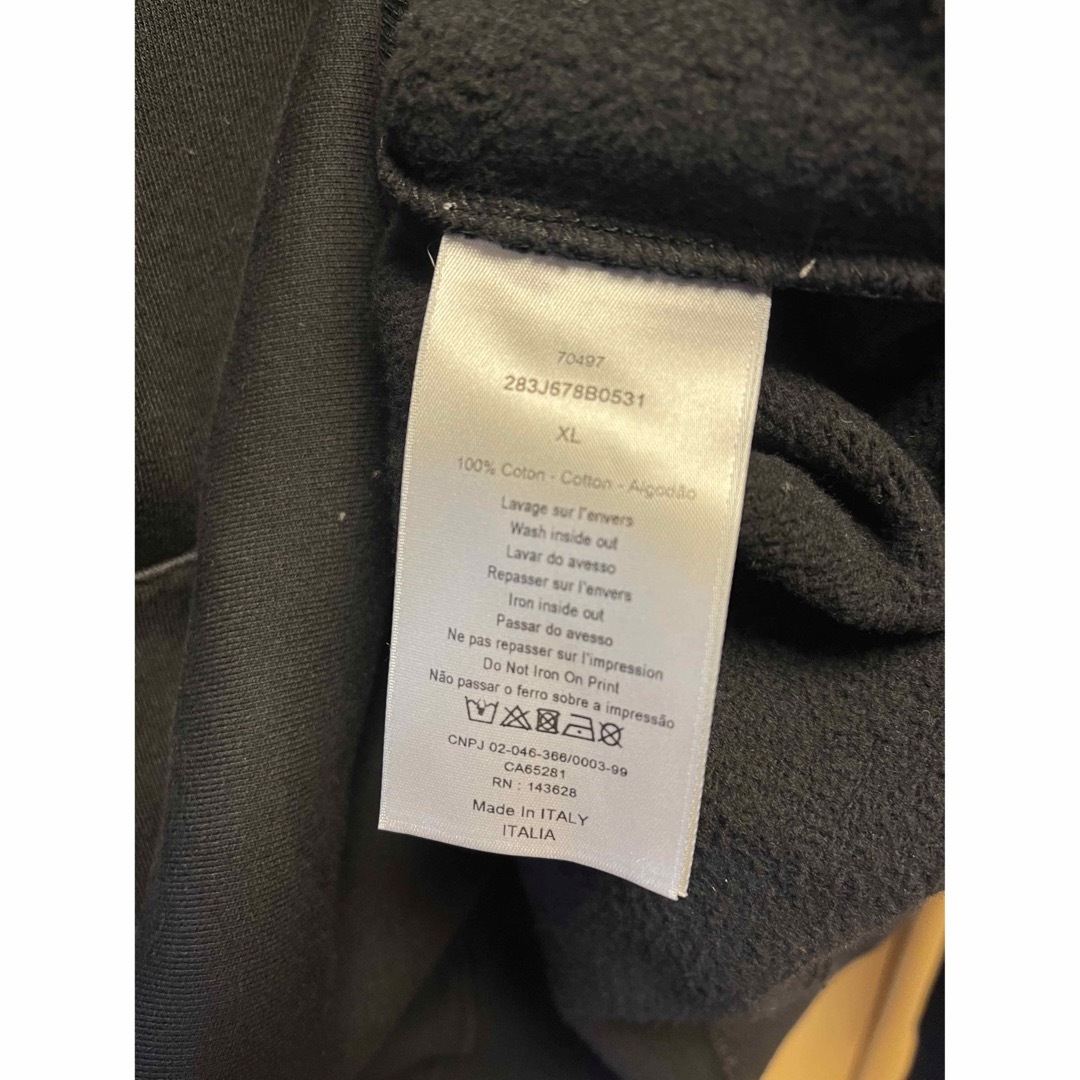 70497
283J678B0531
XL
100% Coton - Cotton - Algodão
Lavage sur l'envers
Wash inside out
Lavar do avesso
Repasser sur l'envers
Iron inside out
Passar do avesso
Ne pas repasser sur l'impression
Do Not Iron On Print
Não passar o ferro sobre a impressão
CNPJ 02-046-366/0003-99
CA65281
RN : 143628
Made In ITALY
ITALIA